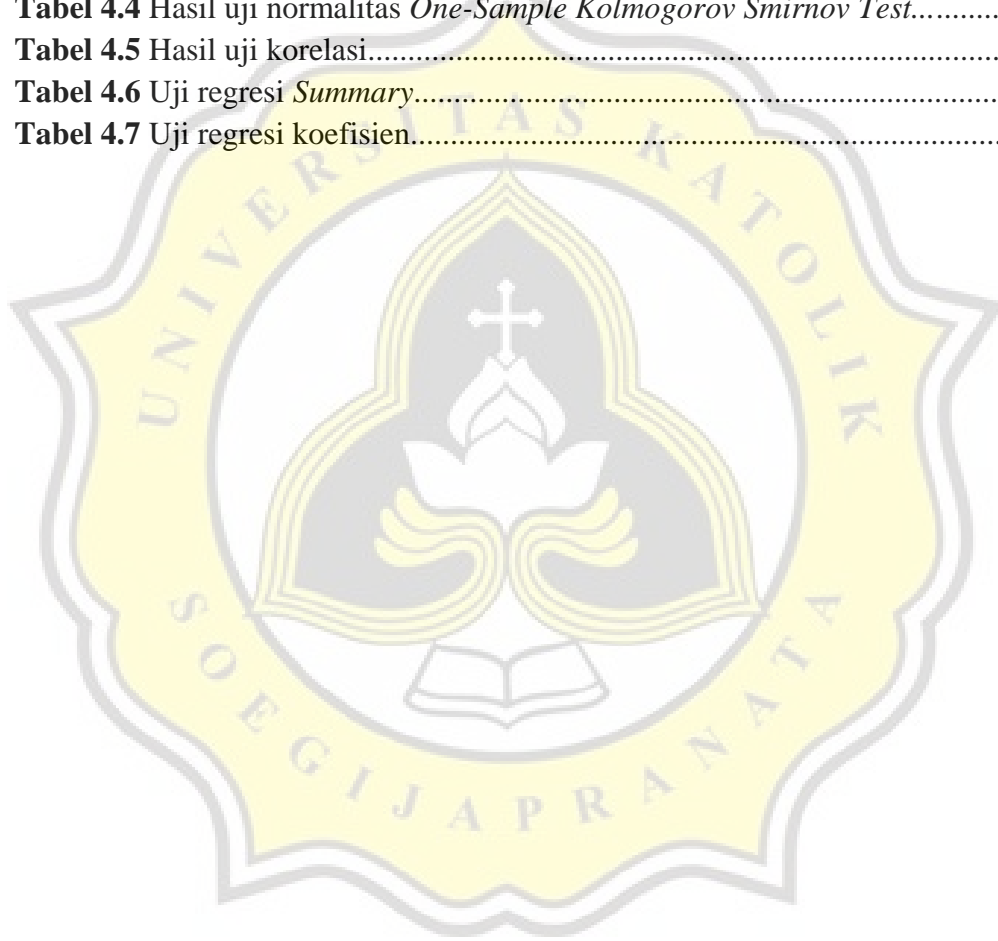 Tabel 4.4 Hasil uji normalitas One-Sample Kolmogorov Smirnov Test............
Tabel 4.5 Hasil uji korelasi....................................................................................................
Tabel 4.6 Uji regresi Summary.............................................................................................
Tabel 4.7 Uji regresi koefisien..............................................................................................
UNIVERSITAS KATOLIK
SOEGIJAPRANATA